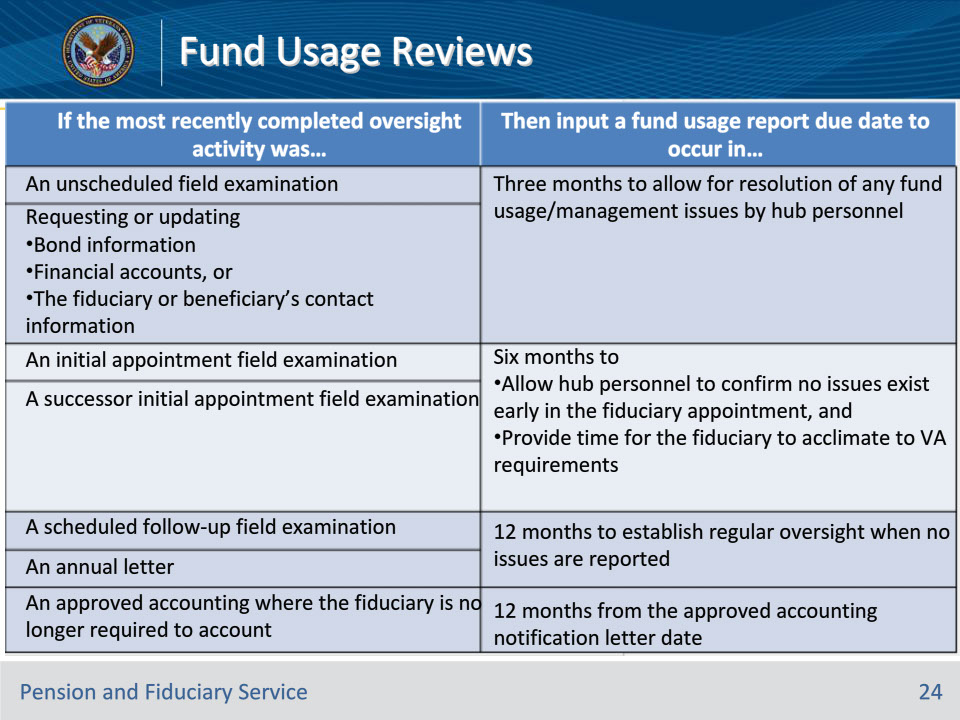 Fund Usage Reviews
If the most recently completed oversight
activity was…
Then input a fund usage report due date to
occur in…
An unscheduled field examination
Three months to allow for resolution of any fund
usage/management issues by hub personnel
Requesting or updating
•Bond information
•Financial accounts, or
•The fiduciary or beneficiary’s contact
information
An initial appointment field examination
A successor initial appointment field examination
Six months to
•Allow hub personnel to confirm no issues exist
early in the fiduciary appointment, and
•Provide time for the fiduciary to acclimate to VA
requirements
A scheduled follow-up field examination
An annual letter
12 months to establish regular oversight when no
issues are reported
An approved accounting where the fiduciary is no
longer required to account
12 months from the approved accounting
notification letter date
Pension and Fiduciary Service
24